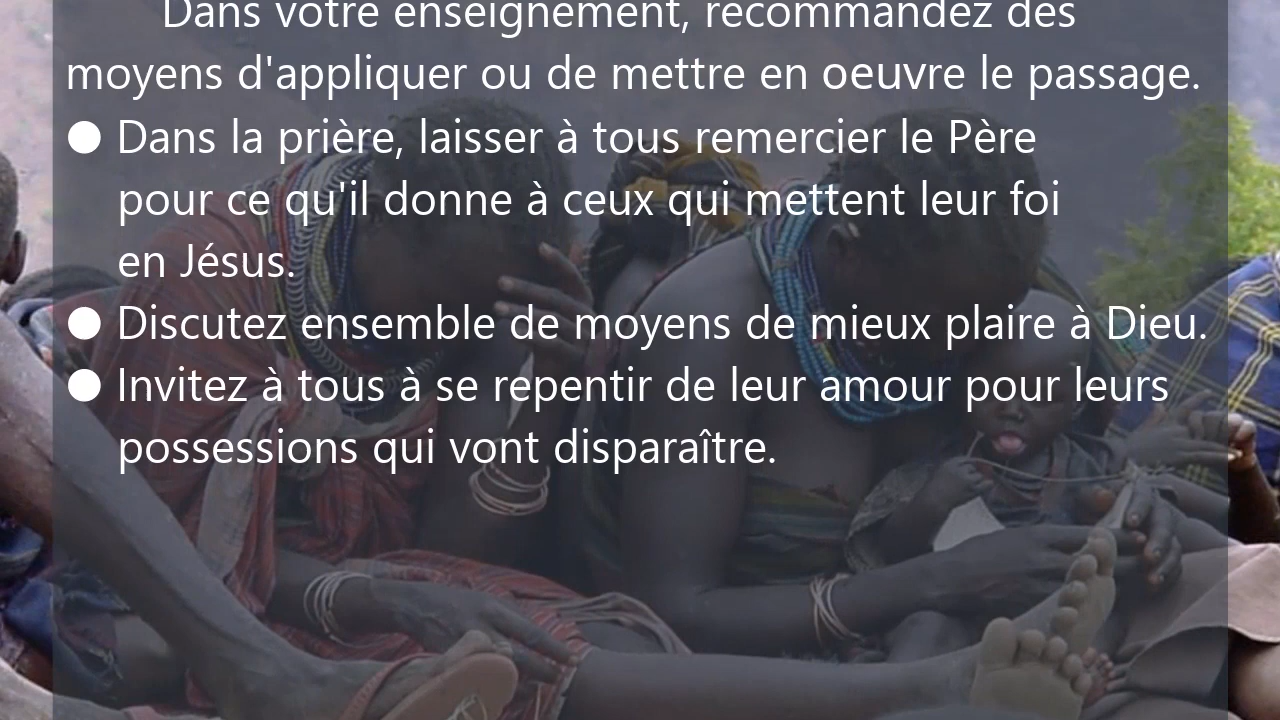 Dans votre enseignement, recommandez des
moyens d'appliquer ou de mettre en oeuvre le passage.
● Dans la prière, laisser à tous remercier le Père
pour ce qu'il donne à ceux qui mettent leur foi
en Jésus.
● Discutez ensemble de moyens de mieux plaire à Dieu.
● Invitez à tous à se repentir de leur amour pour leurs
possessions qui vont disparaître.